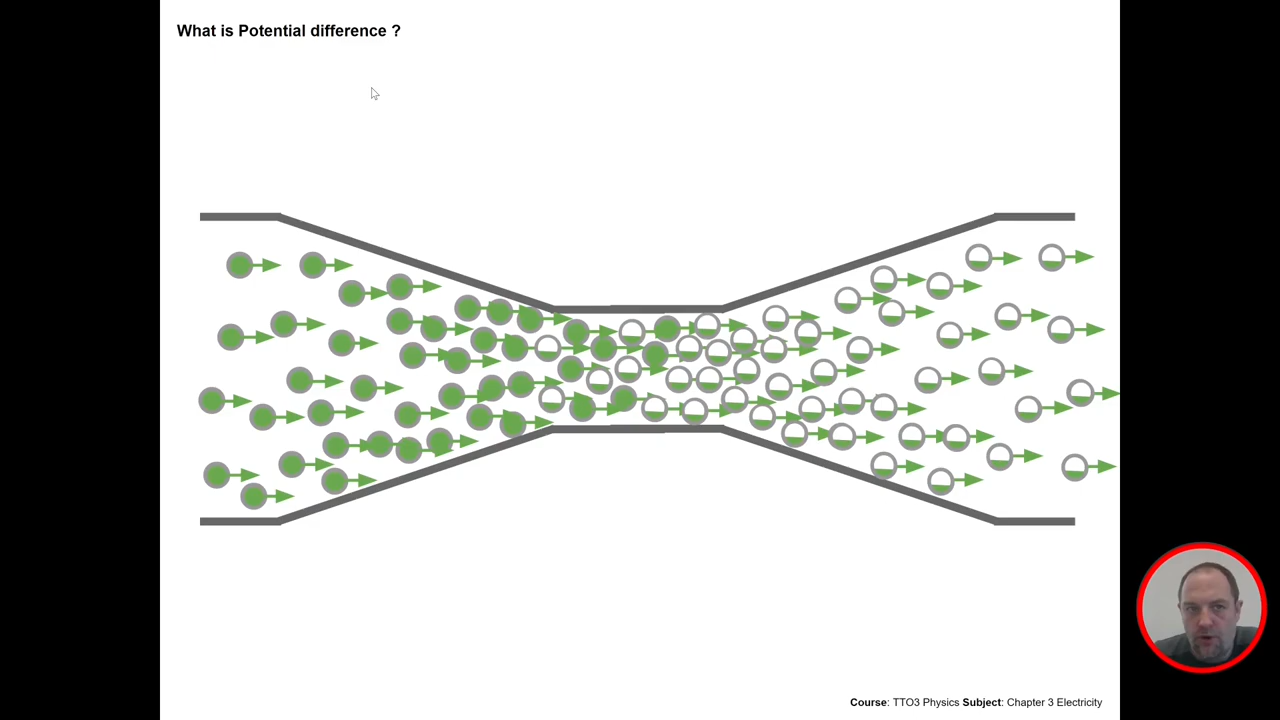 What is Potential difference ?
Course: TTO3 Physics Subject: Chapter 3 Electricity